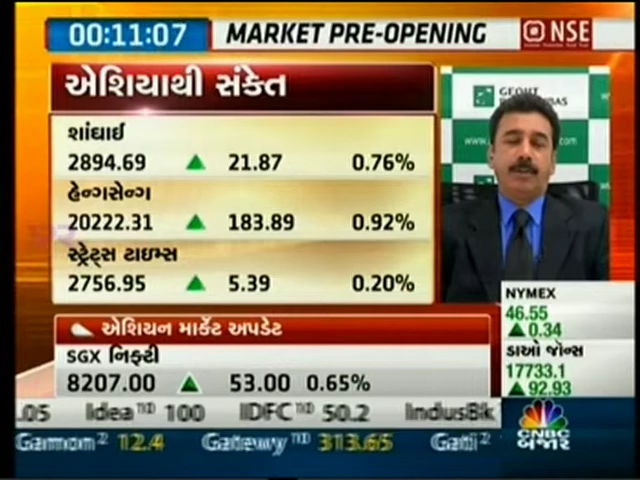 00:11:07
MARKET PRE-OPENING
NSE
એશિયાથી સંકેત
શાંઘાઈ
2894.69 ▲ 21.87 0.76%
હેન્ગસેન્ગ
20222.31 ▲ 183.89 0.92%
સ્ટ્રેટ્સ ટાઇમ્સ
2756.95 ▲ 5.39 0.20%
એશિયન માર્કેટ અપડેટ
SGX નિફ્ટી
8207.00 ▲ 53.00 0.65%
NYMEX
46.55
▲ 0.34
ડાઓ જોન્સ
17733.1
▲ 92.93
.05 Idea 100 IDFC 50.2 IndusBk
Gammon 12.4 Gateway 313.65 Gati
CNBC
બજાર